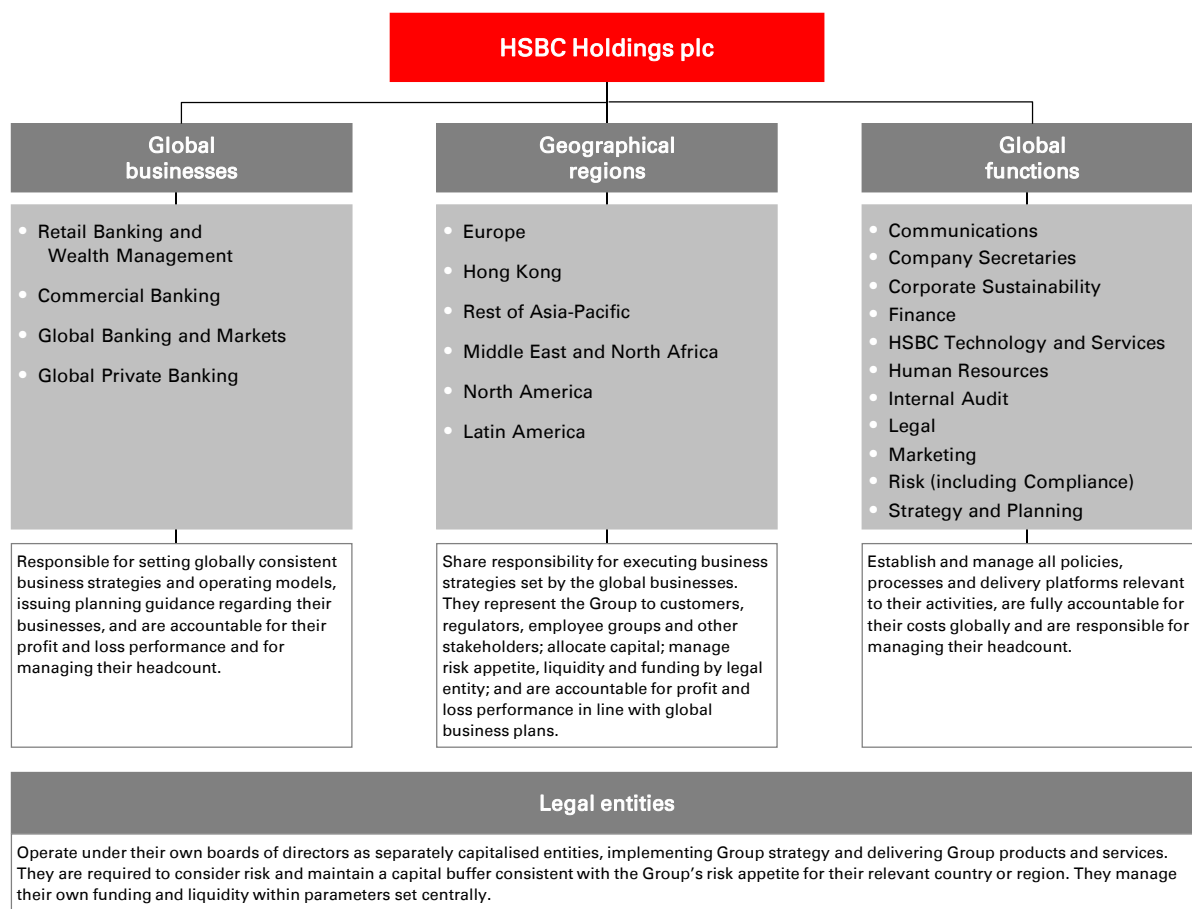 HSBC Holdings plc
Global
businesses
• Retail Banking and
Wealth Management
• Commercial Banking
• Global Banking and Markets
• Global Private Banking
Responsible for setting globally consistent
business strategies and operating models,
issuing planning guidance regarding their
businesses, and are accountable for their
profit and loss performance and for
managing their headcount.
Geographical
regions
• Europe
• Hong Kong
• Rest of Asia-Pacific
• Middle East and North Africa
• North America
• Latin America
Share responsibility for executing business
strategies set by the global businesses.
They represent the Group to customers,
regulators, employee groups and other
stakeholders; allocate capital; manage
risk appetite, liquidity and funding by legal
entity; and are accountable for profit and
loss performance in line with global
business plans.
Global
functions
• Communications
• Company Secretaries
• Corporate Sustainability
• Finance
• HSBC Technology and Services
• Human Resources
• Internal Audit
• Legal
• Marketing
• Risk (including Compliance)
• Strategy and Planning
Establish and manage all policies,
processes and delivery platforms relevant
to their activities, are fully accountable for
their costs globally and are responsible for
managing their headcount.
Legal entities
Operate under their own boards of directors as separately capitalised entities, implementing Group strategy and delivering Group products and services.
They are required to consider risk and maintain a capital buffer consistent with the Group's risk appetite for their relevant country or region. They manage
their own funding and liquidity within parameters set centrally.